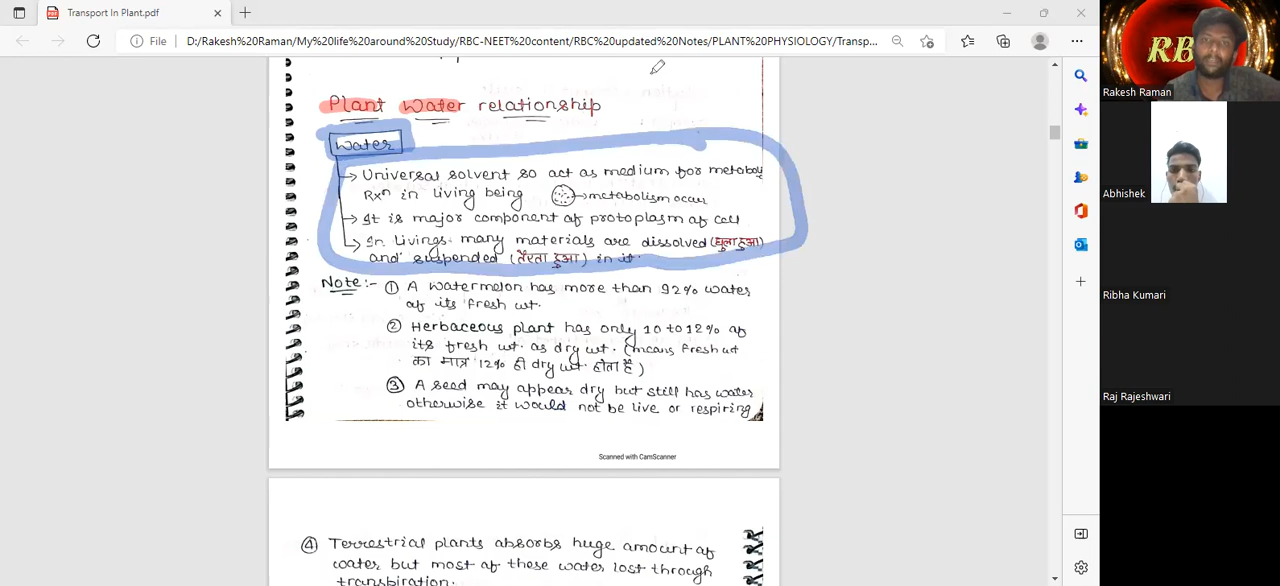 Transport In Plant.pdf
File
D:/Rakesh Raman/My%20life%20around%20Study/RBC-NEET%20content/RBC%20updated%20Notes/PLANT%20PHYSIOLOGY/Transp...
Plant Water relationship
Water
Universal solvent so act as medium for metaboly
Rxn in living being metabolism occur
It is major component of protoplasm of cell
In Livings many materials are dissolved (घुला हुआ)
and suspended (तैरता हुआ) in it.
Note:- ① A Watermelon has more than 92% water
of its fresh wt.
② Herbaceous plant has only 10 to 12% of
its fresh wt. as dry wt. (means fresh wt
का मात्र 12% ही dry wt. होता है)
③ A seed may appear dry but still has water
otherwise it would not be live or respiring
Scanned with CamScanner
④ Terrestrial plants absorbs huge amount of
water but most of these water lost through
transpiration.
RB
Rakesh Raman
Abhishek
Ribha Kumari
Raj Rajeshwari